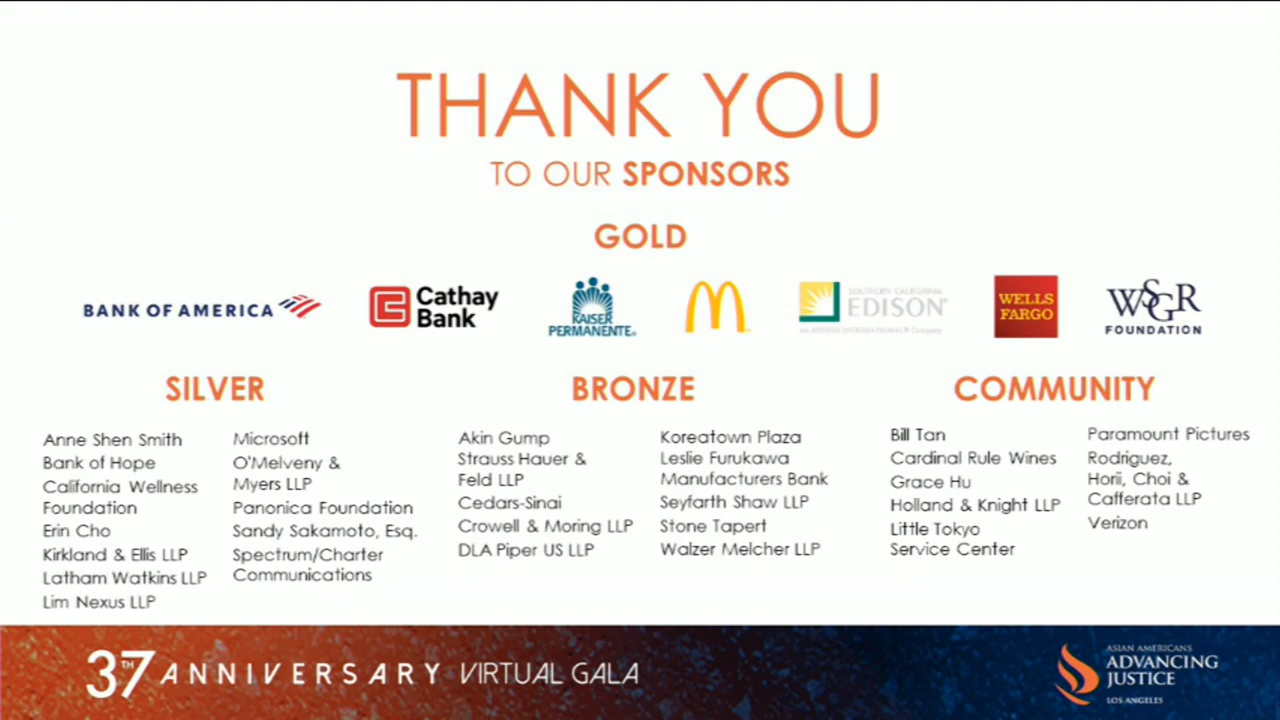 THANK YOU
TO OUR SPONSORS
GOLD
BANK OF AMERICA
Cathay
Bank
KAISER
PERMANENTE®
SOUTHERN CALIFORNIA
EDISON®
An EDISON INTERNATIONAL® Company
WELLS
FARGO
WSGR
FOUNDATION
SILVER
Anne Shen Smith
Bank of Hope
California Wellness
Foundation
Erin Cho
Kirkland & Ellis LLP
Latham Watkins LLP
Lim Nexus LLP
Microsoft
O'Melveny &
Myers LLP
Panonica Foundation
Sandy Sakamoto, Esq.
Spectrum/Charter
Communications
BRONZE
Akin Gump
Strauss Hauer &
Feld LLP
Cedars-Sinai
Crowell & Moring LLP
DLA Piper US LLP
Koreatown Plaza
Leslie Furukawa
Manufacturers Bank
Seyfarth Shaw LLP
Stone Tapert
Walzer Melcher LLP
COMMUNITY
Bill Tan
Cardinal Rule Wines
Grace Hu
Holland & Knight LLP
Little Tokyo
Service Center
Paramount Pictures
Rodriguez,
Horii, Choi &
Cafferata LLP
Verizon
37TH ANNIVERSARY VIRTUAL GALA
ASIAN AMERICANS
ADVANCING
JUSTICE
LOS ANGELES